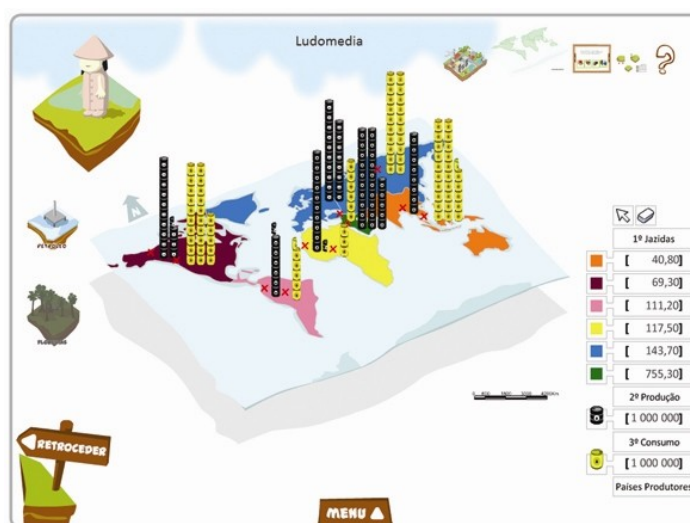 Ludomedia
N
PETRÓLEO
1º Jazidas
[ 40,80]
[ 69,30]
[ 111,20]
[ 117,50]
[ 143,70]
[ 755,30]
2º Produção
[1 000 000]
3º Consumo
[1 000 000]
Países Produtores
RETROCEDER
MENU